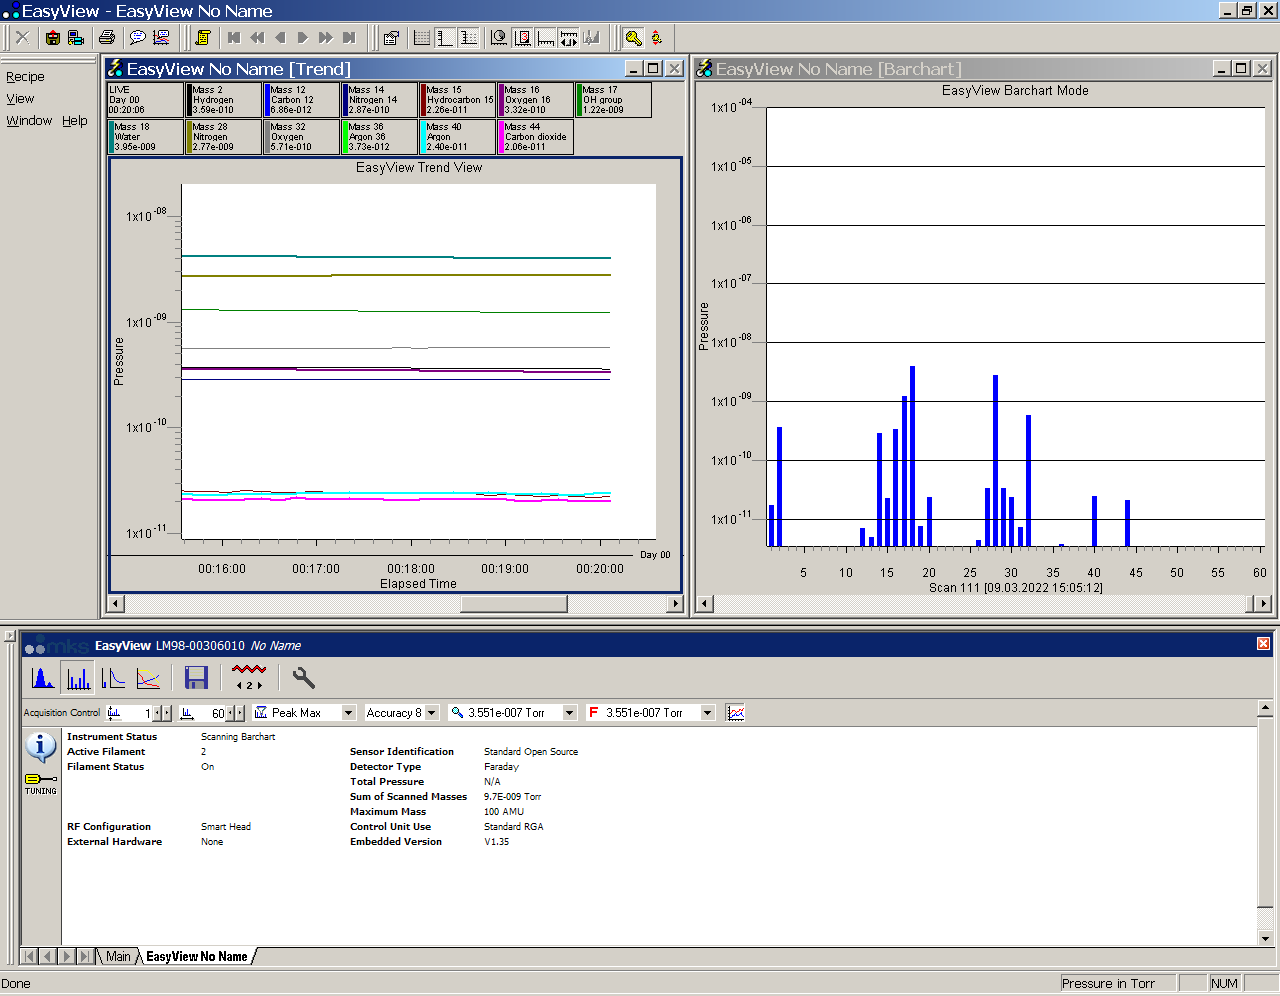 EasyView - EasyView No Name
Recipe
View
Window Help
EasyView No Name [Trend]
LIVE
Day 00
00:20:06
Mass 2
Hydrogen
3.59e-010
Mass 12
Carbon 12
6.86e-012
Mass 14
Nitrogen 14
2.87e-010
Mass 15
Hydrocarbon 15
2.26e-011
Mass 16
Oxygen 16
3.32e-010
Mass 17
OH group
1.22e-009
Mass 18
Water
3.95e-009
Mass 28
Nitrogen
2.77e-009
Mass 32
Oxygen
5.71e-010
Mass 36
Argon 36
3.73e-012
Mass 40
Argon
2.40e-011
Mass 44
Carbon dioxide
2.06e-011
EasyView Trend View
1x10-08
1x10-09
1x10-10
1x10-11
Pressure
Day 00
00:16:00 00:17:00 00:18:00 00:19:00 00:20:00
Elapsed Time
EasyView No Name [Barchart]
EasyView Barchart Mode
1x10-04
1x10-05
1x10-06
1x10-07
1x10-08
1x10-09
1x10-10
1x10-11
Pressure
5 10 15 20 25 30 35 40 45 50 55 60
Scan 111 [09.03.2022 15:05:12]
mks EasyView LM98-00306010 No Name
2
Acquisition Control 1 60 Peak Max Accuracy 8 3.551e-007 Torr F 3.551e-007 Torr
TUNING
Instrument Status Scanning Barchart
Active Filament 2 Sensor Identification Standard Open Source
Filament Status On Detector Type Faraday
Total Pressure N/A
Sum of Scanned Masses 9.7E-009 Torr
Maximum Mass 100 AMU
RF Configuration Smart Head Control Unit Use Standard RGA
External Hardware None Embedded Version V1.35
Main EasyView No Name
Done Pressure in Torr NUM